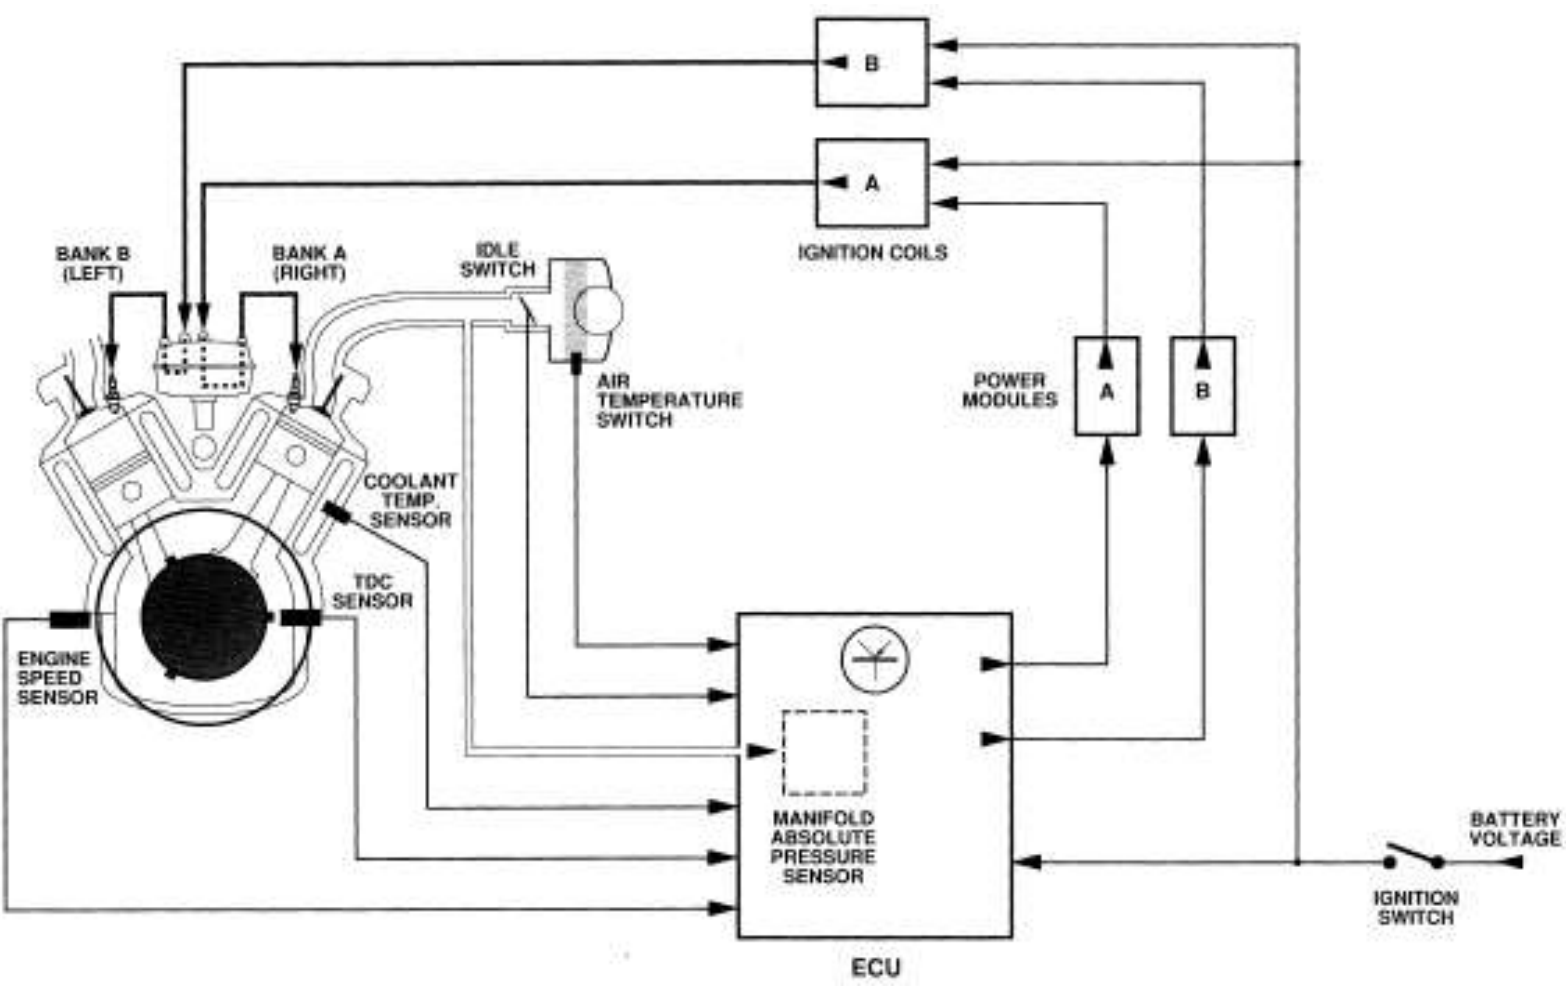 B
A
IGNITION COILS
BANK B
(LEFT)
BANK A
(RIGHT)
IDLE
SWITCH
AIR
TEMPERATURE
SWITCH
POWER
MODULES
A
B
COOLANT
TEMP.
SENSOR
TDC
SENSOR
ENGINE
SPEED
SENSOR
MANIFOLD
ABSOLUTE
PRESSURE
SENSOR
BATTERY
VOLTAGE
IGNITION
SWITCH
ECU